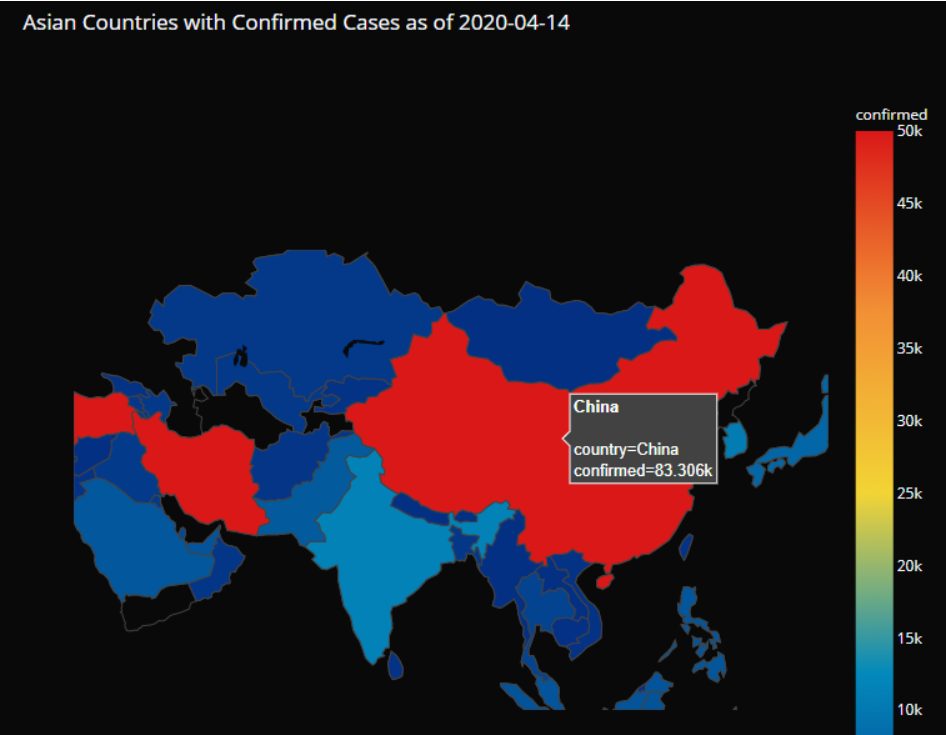 Asian Countries with Confirmed Cases as of 2020-04-14
confirmed
50k
45k
40k
35k
30k
25k
20k
15k
10k
China
country=China
confirmed=83.306k